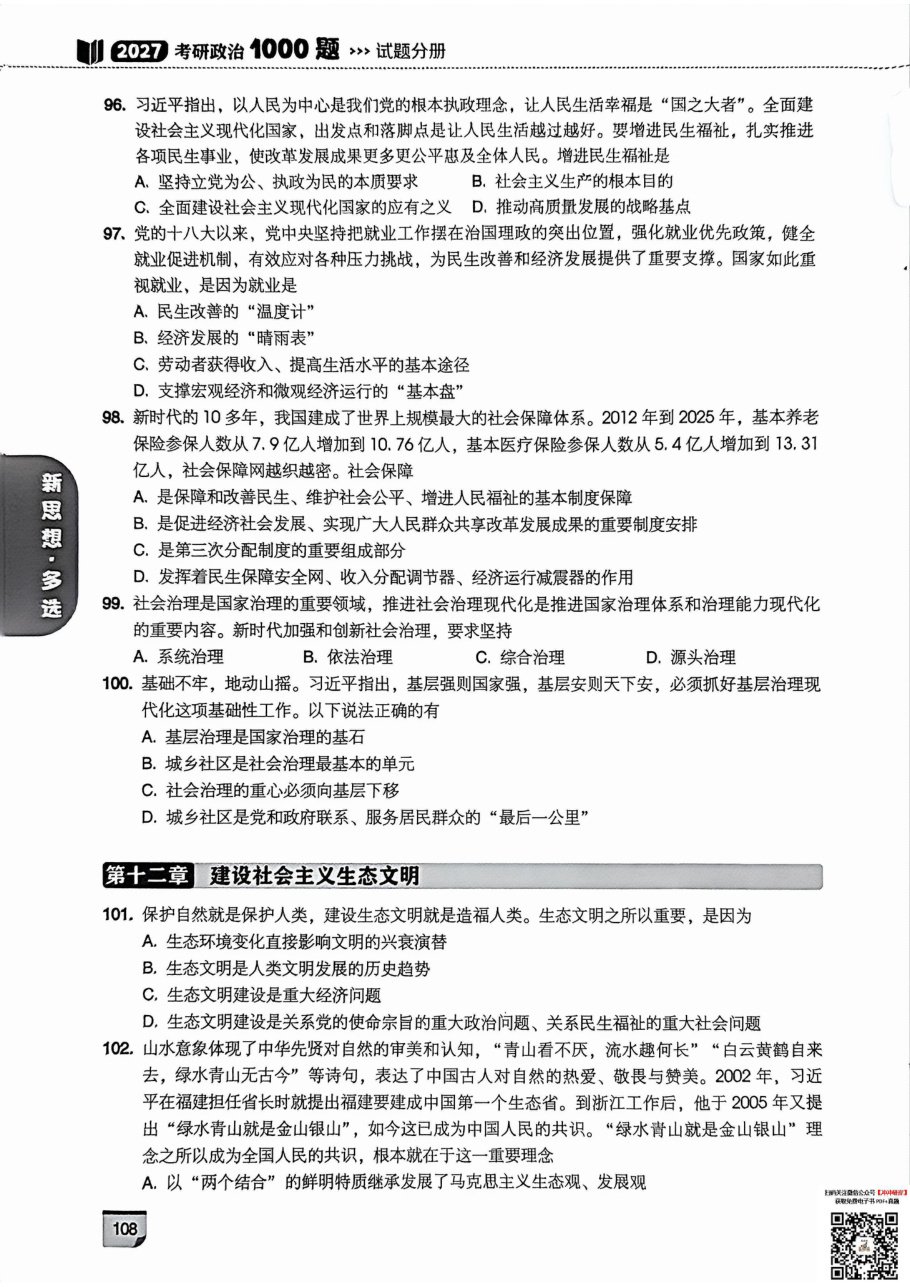 2027 考研政治1000题 >>> 试题分册
96. 习近平指出，以人民为中心是我们党的根本执政理念，让人民生活幸福是“国之大者”。全面建
设社会主义现代化国家，出发点和落脚点是让人民生活越过越好。要增进民生福祉，扎实推进
各项民生事业，使改革发展成果更多更公平惠及全体人民。增进民生福祉是
A. 坚持立党为公、执政为民的本质要求 B. 社会主义生产的根本目的
C. 全面建设社会主义现代化国家的应有之义 D. 推动高质量发展的战略基点
97. 党的十八大以来，党中央坚持把就业工作摆在治国理政的突出位置，强化就业优先政策，健全
就业促进机制，有效应对各种压力挑战，为民生改善和经济发展提供了重要支撑。国家如此重
视就业，是因为就业是
A. 民生改善的“温度计”
B. 经济发展的“晴雨表”
C. 劳动者获得收入、提高生活水平的基本途径
D. 支撑宏观经济和微观经济运行的“基本盘”
98. 新时代的 10 多年，我国建成了世界上规模最大的社会保障体系。2012 年到 2025 年，基本养老
保险参保人数从 7.9 亿人增加到 10.76 亿人，基本医疗保险参保人数从 5.4 亿人增加到 13.31
亿人，社会保障网越织越密。社会保障
A. 是保障和改善民生、维护社会公平、增进人民福祉的基本制度保障
B. 是促进经济社会发展、实现广大人民群众共享改革发展成果的重要制度安排
C. 是第三次分配制度的重要组成部分
D. 发挥着民生保障安全网、收入分配调节器、经济运行减震器的作用
99. 社会治理是国家治理的重要领域，推进社会治理现代化是推进国家治理体系和治理能力现代化
的重要内容。新时代加强和创新社会治理，要求坚持
A. 系统治理 B. 依法治理 C. 综合治理 D. 源头治理
100. 基础不牢，地动山摇。习近平指出，基层强则国家强，基层安则天下安，必须抓好基层治理现
代化这项基础性工作。以下说法正确的有
A. 基层治理是国家治理的基石
B. 城乡社区是社会治理最基本的单元
C. 社会治理的重心必须向基层下移
D. 城乡社区是党和政府联系、服务居民群众的“最后一公里”
新思想·多选
第十二章 建设社会主义生态文明
101. 保护自然就是保护人类，建设生态文明就是造福人类。生态文明之所以重要，是因为
A. 生态环境变化直接影响文明的兴衰演替
B. 生态文明是人类文明发展的历史趋势
C. 生态文明建设是重大经济问题
D. 生态文明建设是关系党的使命宗旨的重大政治问题、关系民生福祉的重大社会问题
102. 山水意象体现了中华先贤对自然的审美和认知，“青山看不厌，流水趣何长”“白云黄鹤自来
去，绿水青山无古今”等诗句，表达了中国古人对自然的热爱、敬畏与赞美。2002 年，习近
平在福建担任省长时就提出福建要建成中国第一个生态省。到浙江工作后，他于 2005 年又提
出“绿水青山就是金山银山”，如今这已成为中国人民的共识。“绿水青山就是金山银山”理
念之所以成为全国人民的共识，根本就在于这一重要理念
A. 以“两个结合”的鲜明特质继承发展了马克思主义生态观、发展观
108
扫码关注微信公众号【冲冲研官】
获取免费电子书PDF+真题